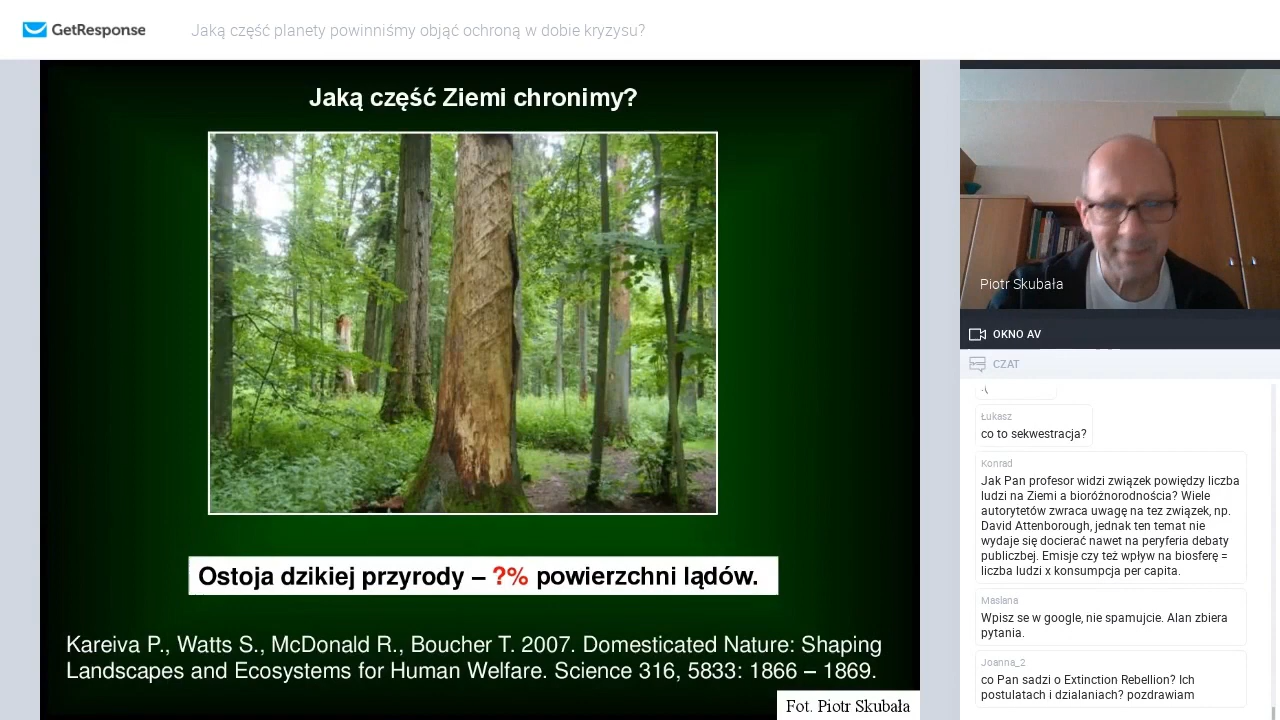 GetResponse
Jaką część planety powinniśmy objąć ochroną w dobie kryzysu?
Jaką część Ziemi chronimy?
Ostoja dzikiej przyrody – ?% powierzchni lądów.
Kareiva P., Watts S., McDonald R., Boucher T. 2007. Domesticated Nature: Shaping
Landscapes and Ecosystems for Human Welfare. Science 316, 5833: 1866 – 1869.
Fot. Piotr Skubała
Piotr Skubała
OKNO AV
CZAT
:(
Łukasz
co to sekwestracja?
Konrad
Jak Pan profesor widzi związek powiędzy liczba
ludzi na Ziemi a bioróżnorodnościa? Wiele
autorytetów zwraca uwagę na tez związek, np.
David Attenborough, jednak ten temat nie
wydaje się docierać nawet na peryferia debaty
publiczbej. Emisje czy też wpływ na biosferę =
liczba ludzi x konsumpcja per capita.
Maslana
Wpisz se w google, nie spamujcie. Alan zbiera
pytania.
Joanna_2
co Pan sadzi o Extinction Rebellion? Ich
postulatach i dzialaniach? pozdrawiam